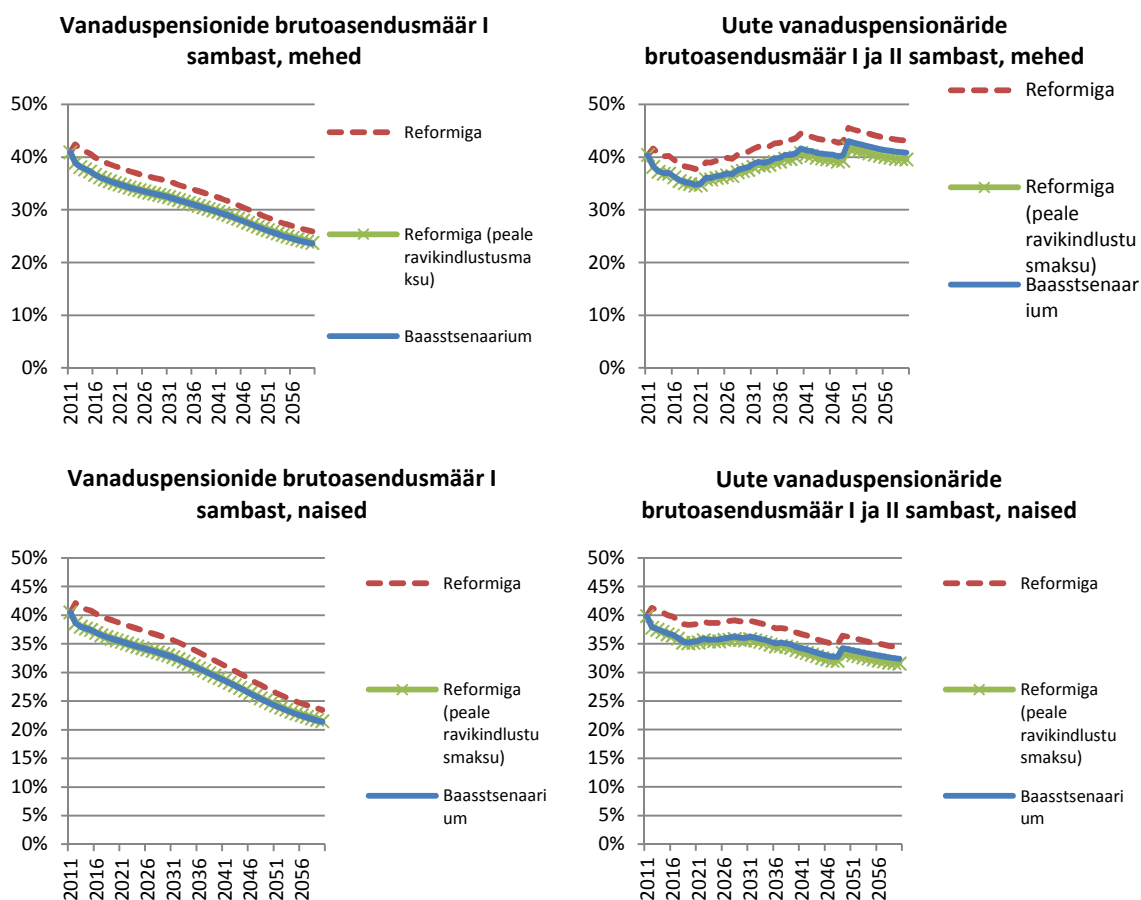 Vanaduspensionide brutoasendusmäär I
sambast, mehed
50%
40%
30%
20%
10%
0%
2011
2016
2021
2026
2031
2036
2041
2046
2051
2056
Reformiga
Reformiga (peale
ravikindlustusma
ksu)
Baasstsenaarium
Uute vanaduspensionäride
brutoasendusmäär I ja II sambast, mehed
50%
40%
30%
20%
10%
0%
2011
2016
2021
2026
2031
2036
2041
2046
2051
2056
Reformiga
Reformiga
(peale
ravikindlustu
smaksu)
Baasstsenaar
ium
Vanaduspensionide brutoasendusmäär I
sambast, naised
50%
45%
40%
35%
30%
25%
20%
15%
10%
5%
0%
2011
2016
2021
2026
2031
2036
2041
2046
2051
2056
Reformiga
Reformiga
(peale
ravikindlustu
smaksu)
Baasstsenaari
um
Uute vanaduspensionäride
brutoasendusmäär I ja II sambast, naised
50%
45%
40%
35%
30%
25%
20%
15%
10%
5%
0%
2011
2016
2021
2026
2031
2036
2041
2046
2051
2056
Reformiga
Reformiga
(peale
ravikindlustu
smaksu)
Baasstsenaari
um